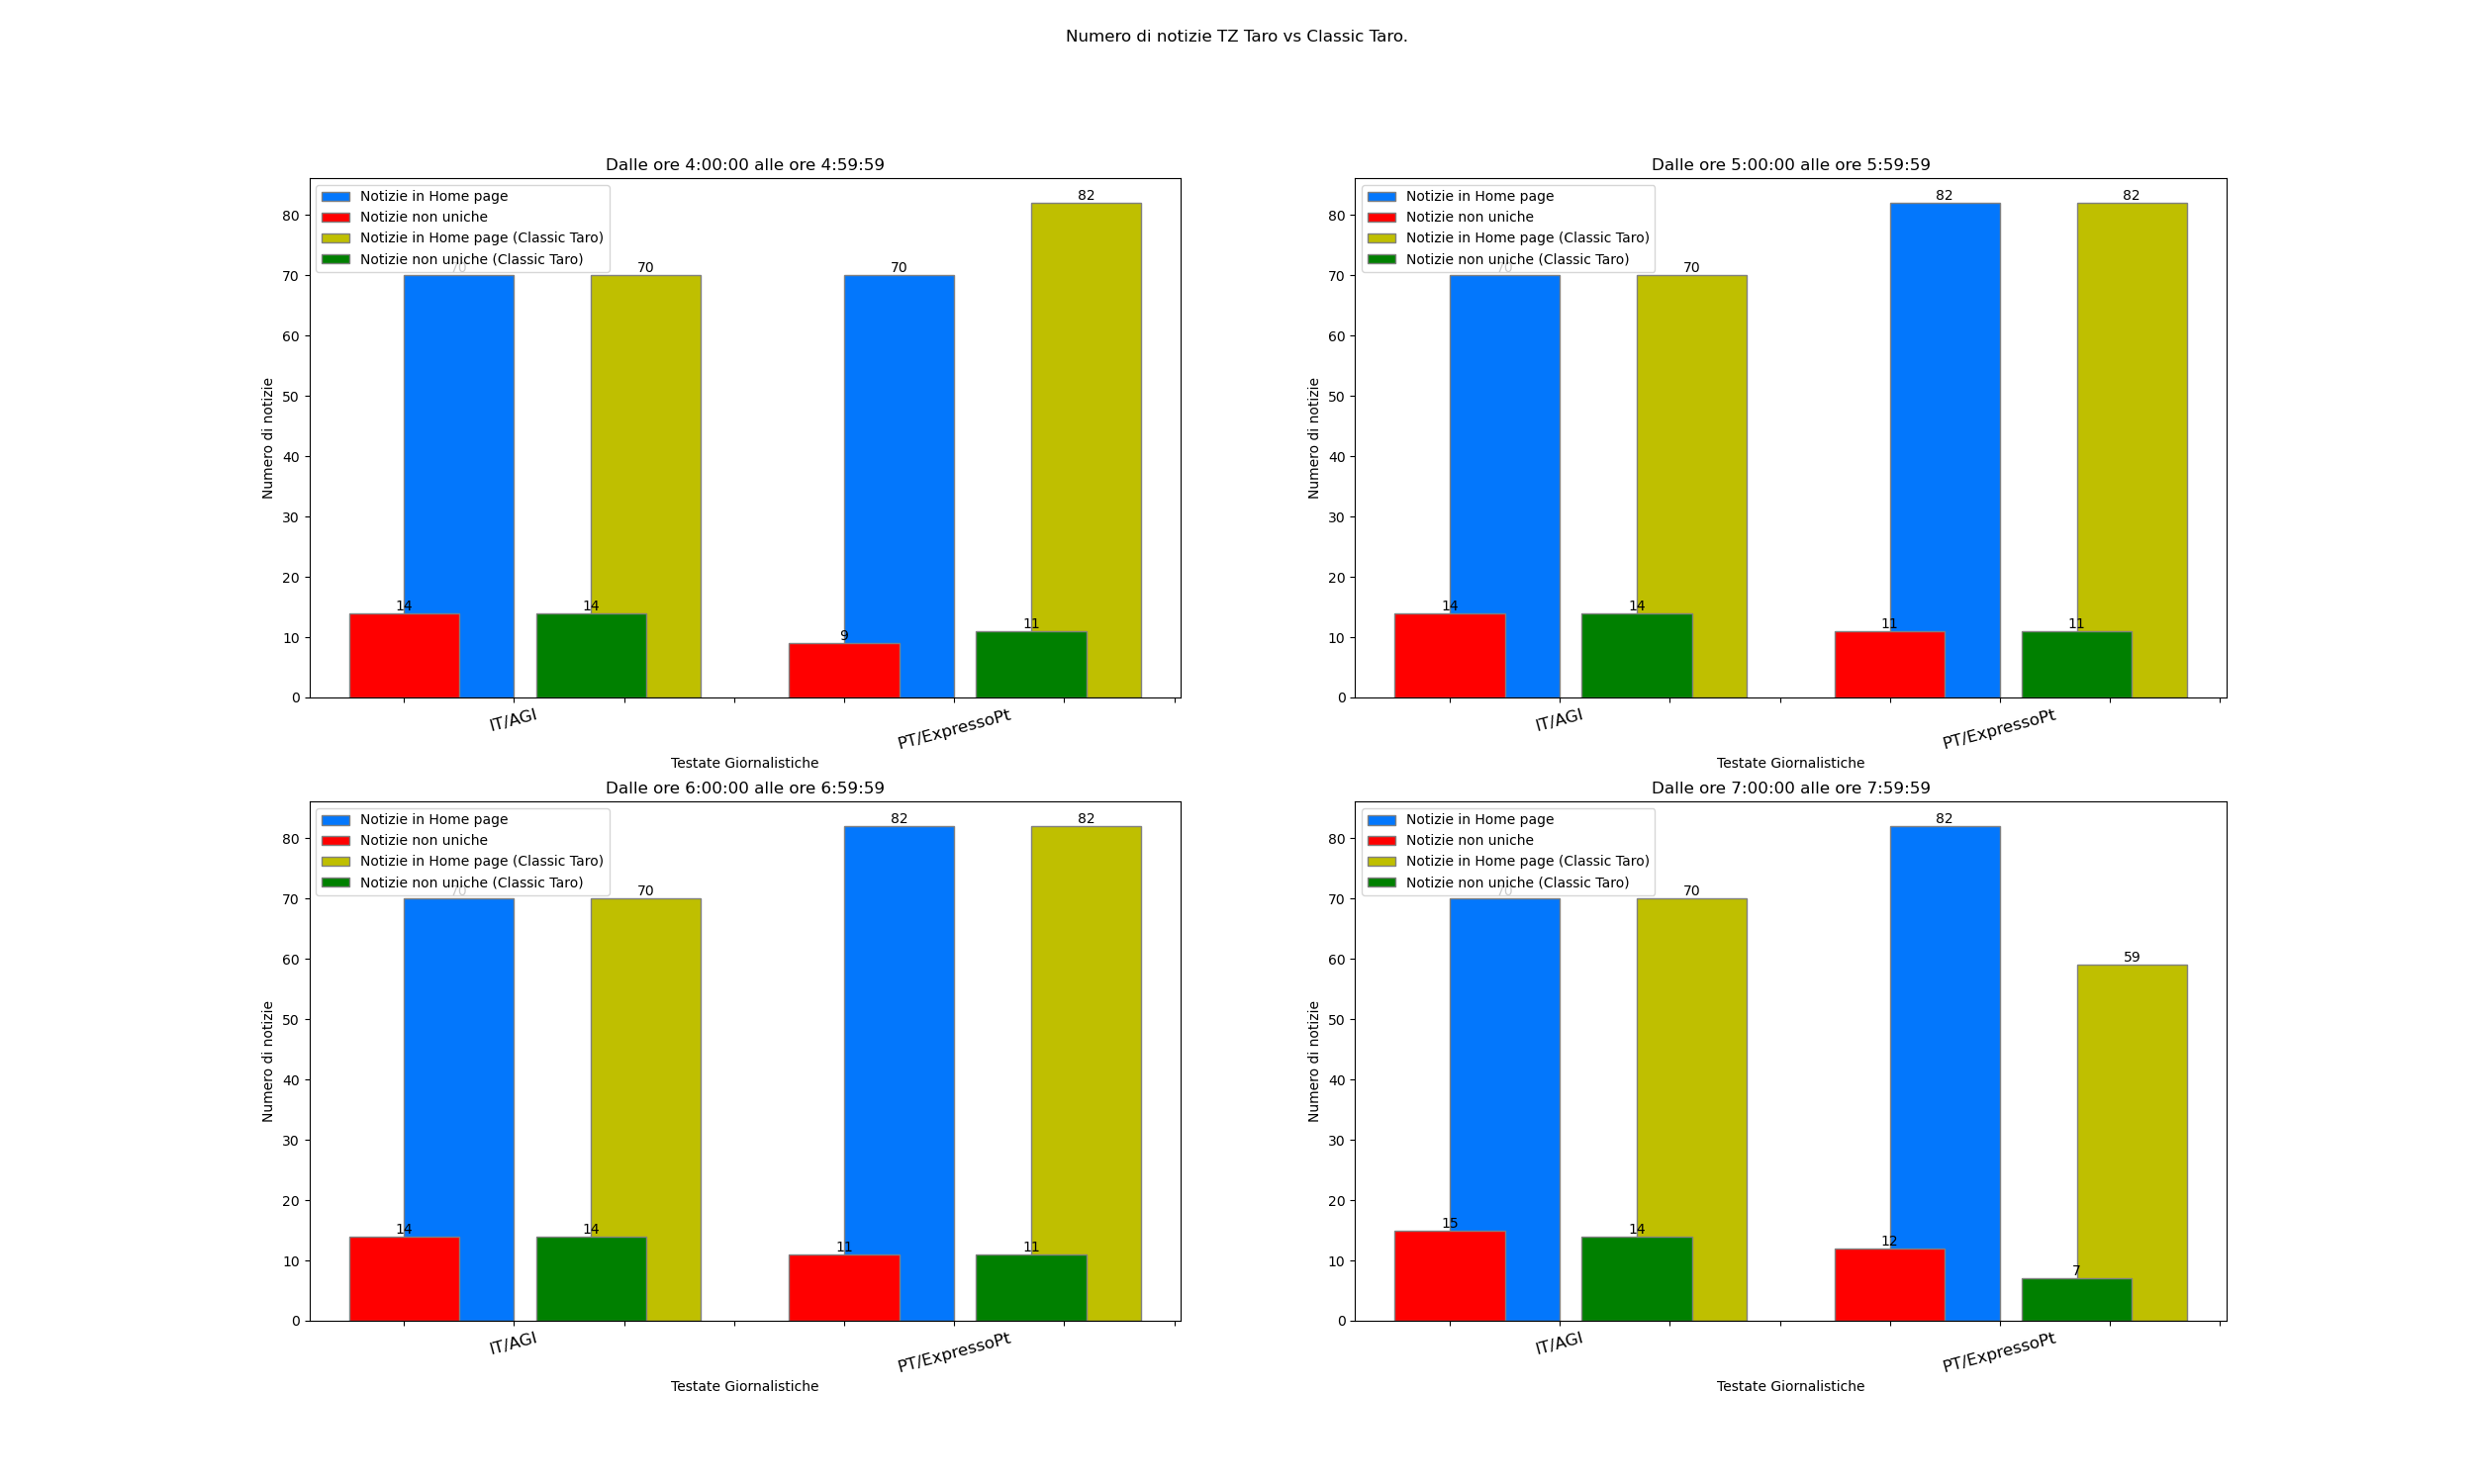 Numero di notizie TZ Taro vs Classic Taro.
Dalle ore 4:00:00 alle ore 4:59:59
Notizie in Home page
Notizie non uniche
Notizie in Home page (Classic Taro)
Notizie non uniche (Classic Taro)
Numero di notizie
80
70
60
50
40
30
20
10
0
70
70
70
82
14
14
9
11
IT/AGI
PT/ExpressoPt
Testate Giornalistiche
Dalle ore 5:00:00 alle ore 5:59:59
Notizie in Home page
Notizie non uniche
Notizie in Home page (Classic Taro)
Notizie non uniche (Classic Taro)
Numero di notizie
80
70
60
50
40
30
20
10
0
70
70
82
82
14
14
11
11
IT/AGI
PT/ExpressoPt
Testate Giornalistiche
Dalle ore 6:00:00 alle ore 6:59:59
Notizie in Home page
Notizie non uniche
Notizie in Home page (Classic Taro)
Notizie non uniche (Classic Taro)
Numero di notizie
80
70
60
50
40
30
20
10
0
70
70
82
82
14
14
11
11
IT/AGI
PT/ExpressoPt
Testate Giornalistiche
Dalle ore 7:00:00 alle ore 7:59:59
Notizie in Home page
Notizie non uniche
Notizie in Home page (Classic Taro)
Notizie non uniche (Classic Taro)
Numero di notizie
80
70
60
50
40
30
20
10
0
70
70
82
59
15
14
12
7
IT/AGI
PT/ExpressoPt
Testate Giornalistiche